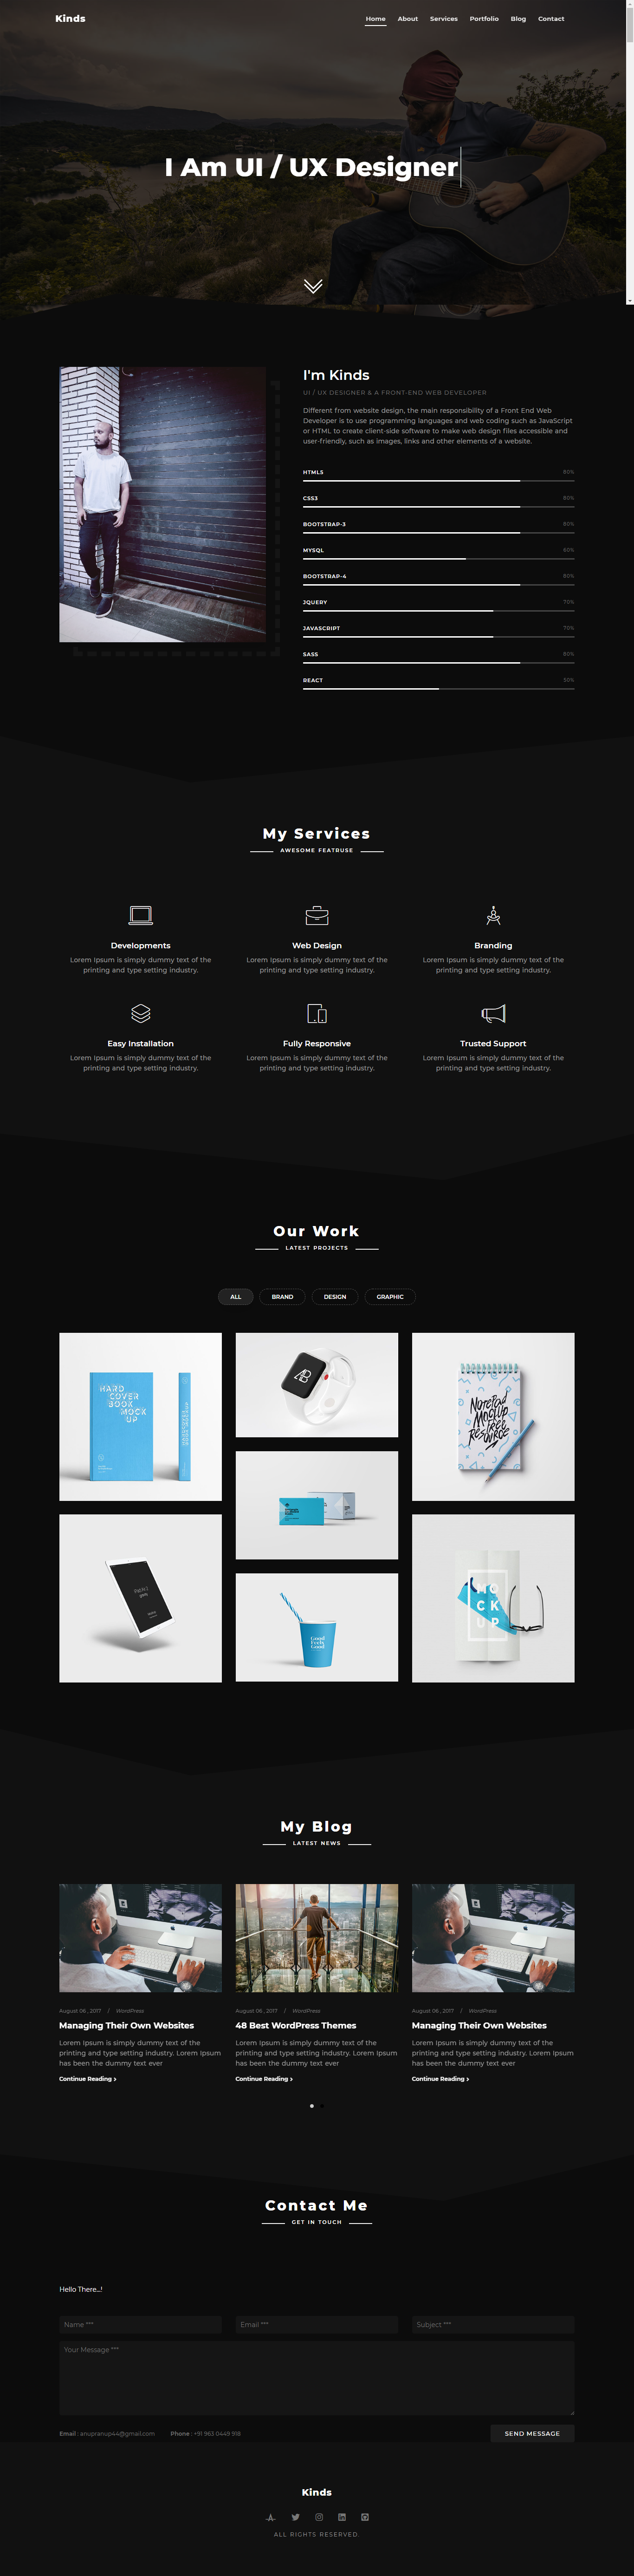 Kinds
Home About Services Portfolio Blog Contact
I Am UI / UX Designer
I'm Kinds
UI / UX DESIGNER & A FRONT-END WEB DEVELOPER
Different from website design, the main responsibility of a Front End Web
Developer is to use programming languages and web coding such as JavaScript
or HTML to create client-side software to make web design files accessible and
user-friendly, such as images, links and other elements of a website.
HTML5 80%
CSS3 80%
BOOTSTRAP-3 80%
MYSQL 60%
BOOTSTRAP-4 80%
JQUERY 70%
JAVASCRIPT 70%
SASS 80%
REACT 50%
My Services
AWESOME FEATRUSE
Developments Web Design Branding
Lorem Ipsum is simply dummy text of the Lorem Ipsum is simply dummy text of the Lorem Ipsum is simply dummy text of the
printing and type setting industry. printing and type setting industry. printing and type setting industry.
Easy Installation Fully Responsive Trusted Support
Lorem Ipsum is simply dummy text of the Lorem Ipsum is simply dummy text of the Lorem Ipsum is simply dummy text of the
printing and type setting industry. printing and type setting industry. printing and type setting industry.
Our Work
LATEST PROJECTS
ALL BRAND DESIGN GRAPHIC
HARD
COVER
BOOK
MOCK
UP
NotePad
MockUp
Free
Resource
Good
Feels
Good
MO
CK
UP
My Blog
LATEST NEWS
August 06 , 2017 / WordPress August 06 , 2017 / WordPress August 06 , 2017 / WordPress
Managing Their Own Websites 48 Best WordPress Themes Managing Their Own Websites
Lorem Ipsum is simply dummy text of the Lorem Ipsum is simply dummy text of the Lorem Ipsum is simply dummy text of the
printing and type setting industry. Lorem Ipsum printing and type setting industry. Lorem Ipsum printing and type setting industry. Lorem Ipsum
has been the dummy text ever has been the dummy text ever has been the dummy text ever
Continue Reading › Continue Reading › Continue Reading ›
Contact Me
GET IN TOUCH
Hello There...!
Name *** Email *** Subject ***
Your Message ***
Email : anupranup44@gmail.com Phone : +91 963 0449 918
SEND MESSAGE
Kinds
ALL RIGHTS RESERVED.